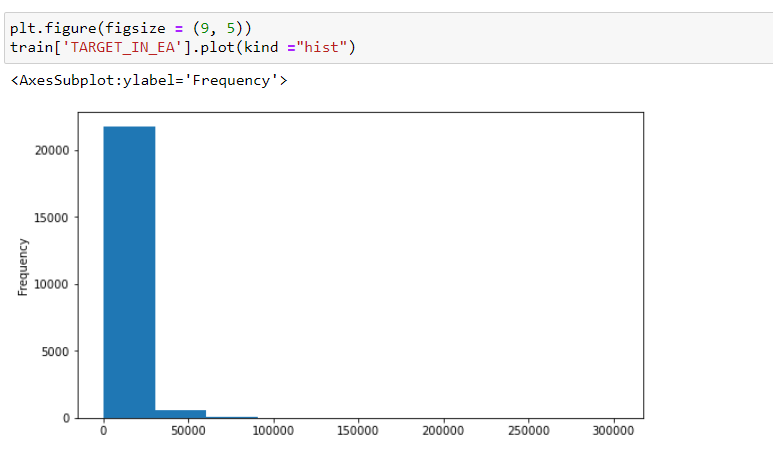 plt.figure(figsize = (9, 5))
train['TARGET_IN_EA'].plot(kind ="hist")
<AxesSubplot:ylabel='Frequency'>
20000
15000
10000
5000
0
Frequency
0 50000 100000 150000 200000 250000 300000